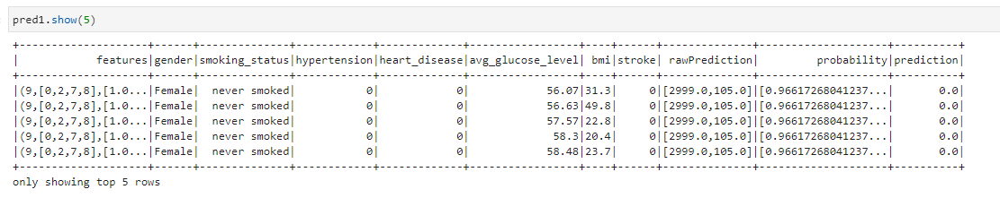 pred1.show(5)
+--------------------+------+--------------+------------+-------------+-----------------+----+------+--------------+--------------------+----------+
|            features|gender|smoking_status|hypertension|heart_disease|avg_glucose_level| bmi|stroke| rawPrediction|         probability|prediction|
+--------------------+------+--------------+------------+-------------+-----------------+----+------+--------------+--------------------+----------+
|(9,[0,2,7,8],[1.0...|Female|  never smoked|           0|            0|            56.07|31.3|     0|[2999.0,105.0]|[0.96617268041237...|       0.0|
|(9,[0,2,7,8],[1.0...|Female|  never smoked|           0|            0|            56.63|49.8|     0|[2999.0,105.0]|[0.96617268041237...|       0.0|
|(9,[0,2,7,8],[1.0...|Female|  never smoked|           0|            0|            57.57|22.8|     0|[2999.0,105.0]|[0.96617268041237...|       0.0|
|(9,[0,2,7,8],[1.0...|Female|  never smoked|           0|            0|             58.3|20.4|     0|[2999.0,105.0]|[0.96617268041237...|       0.0|
|(9,[0,2,7,8],[1.0...|Female|  never smoked|           0|            0|            58.48|23.7|     0|[2999.0,105.0]|[0.96617268041237...|       0.0|
+--------------------+------+--------------+------------+-------------+-----------------+----+------+--------------+--------------------+----------+
only showing top 5 rows